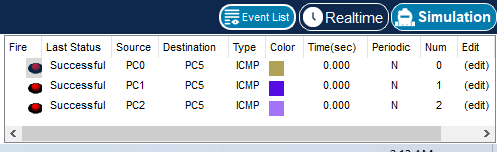 Event List Realtime Simulation
Fire Last Status Source Destination Type Color Time(sec) Periodic Num Edit
Successful PC0 PC5 ICMP 0.000 N 0 (edit)
Successful PC1 PC5 ICMP 0.000 N 1 (edit)
Successful PC2 PC5 ICMP 0.000 N 2 (edit)